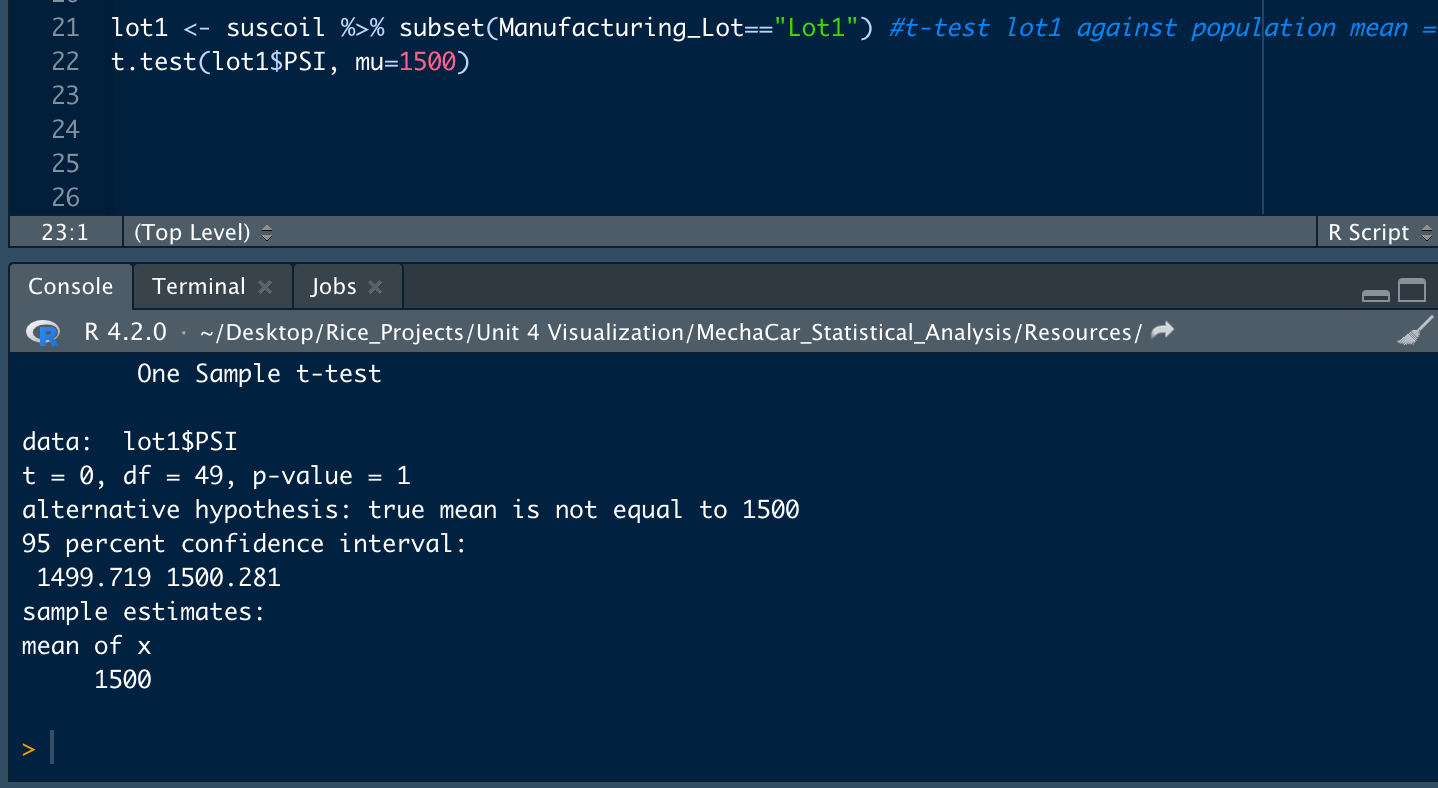 21 lot1 <- suscoil %>% subset(Manufacturing_Lot=="Lot1") #t-test lot1 against population mean =
22 t.test(lot1$PSI, mu=1500)
23
24
25
26
23:1 (Top Level) R Script
Console Terminal Jobs
R 4.2.0 · ~/Desktop/Rice_Projects/Unit 4 Visualization/MechaCar_Statistical_Analysis/Resources/
One Sample t-test
data:  lot1$PSI
t = 0, df = 49, p-value = 1
alternative hypothesis: true mean is not equal to 1500
95 percent confidence interval:
1499.719 1500.281
sample estimates:
mean of x
1500
>